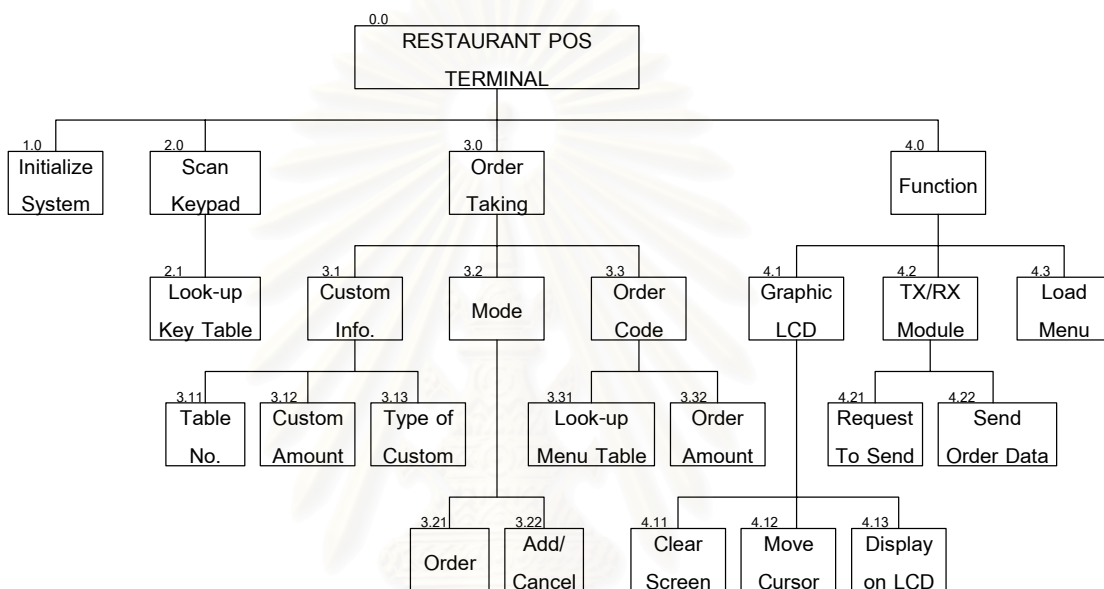 0.0
RESTAURANT POS
TERMINAL
1.0
Initialize
System
2.0
Scan
Keypad
3.0
Order
Taking
4.0
Function
2.1
Look-up
Key Table
3.1
Custom
Info.
3.2
Mode
3.3
Order
Code
4.1
Graphic
LCD
4.2
TX/RX
Module
4.3
Load
Menu
3.11
Table
No.
3.12
Custom
Amount
3.13
Type of
Custom
3.31
Look-up
Menu Table
3.32
Order
Amount
4.21
Request
To Send
4.22
Send
Order Data
3.21
Order
3.22
Add/
Cancel
4.11
Clear
Screen
4.12
Move
Cursor
4.13
Display
on LCD